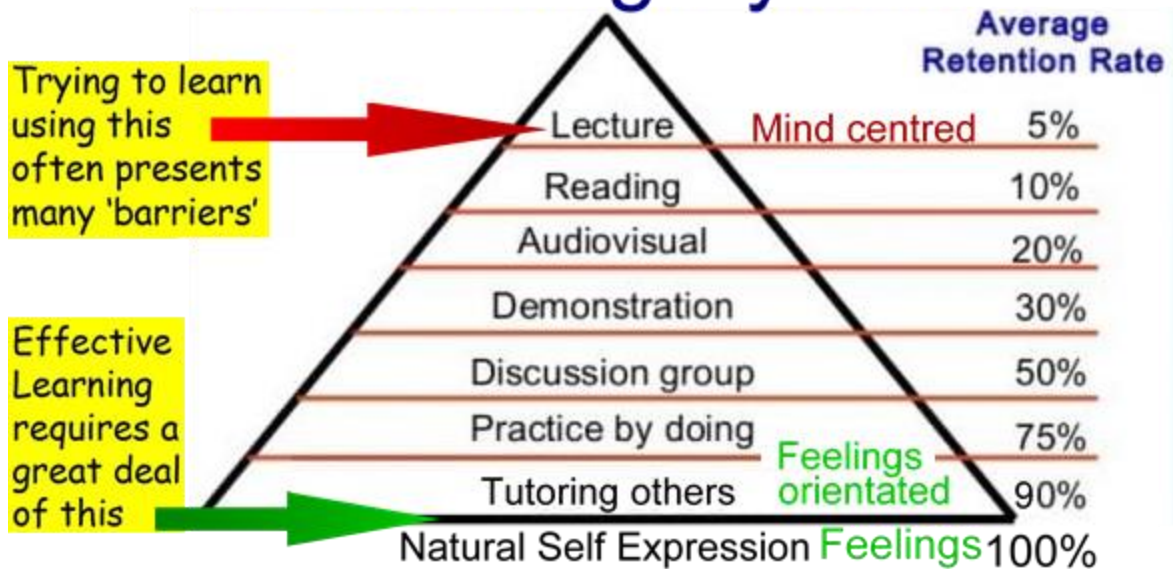 Average
Retention Rate
Trying to learn
using this
often presents
many 'barriers'
Lecture Mind centred 5%
Reading 10%
Audiovisual 20%
Demonstration 30%
Effective
Learning
requires a
great deal
of this
Discussion group 50%
Practice by doing 75%
Feelings
orientated
Tutoring others 90%
Natural Self Expression Feelings 100%